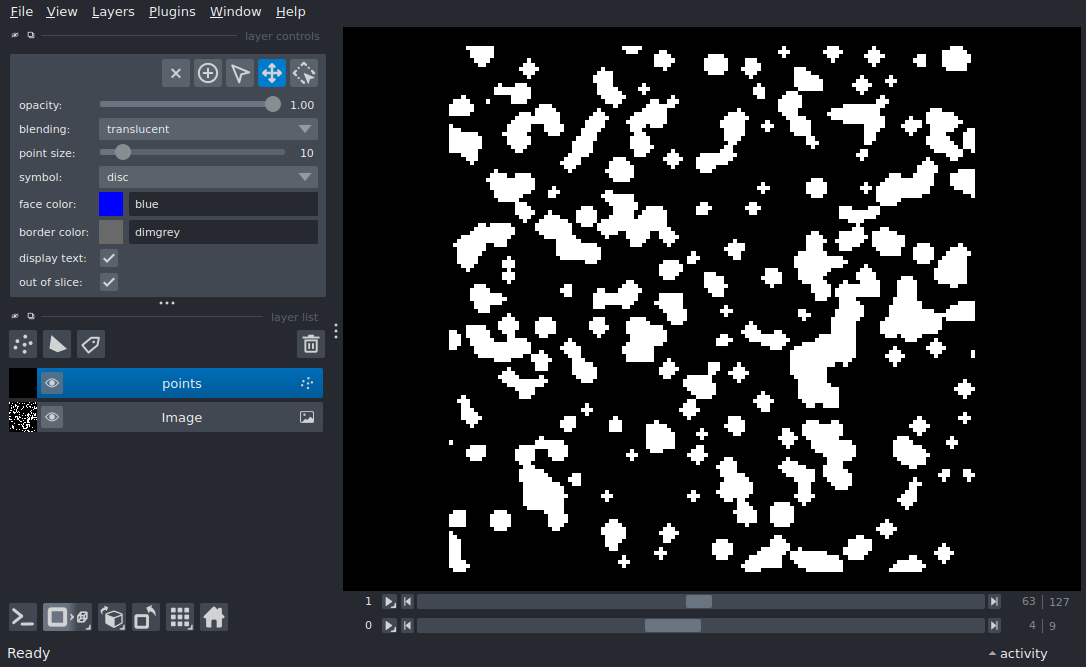 File View Layers Plugins Window Help
layer controls
opacity: 1.00
blending: translucent
point size: 10
symbol: disc
face color: blue
border color: dimgrey
display text:
out of slice:
layer list
points
Image
1 63 127
0 4 9
Ready activity